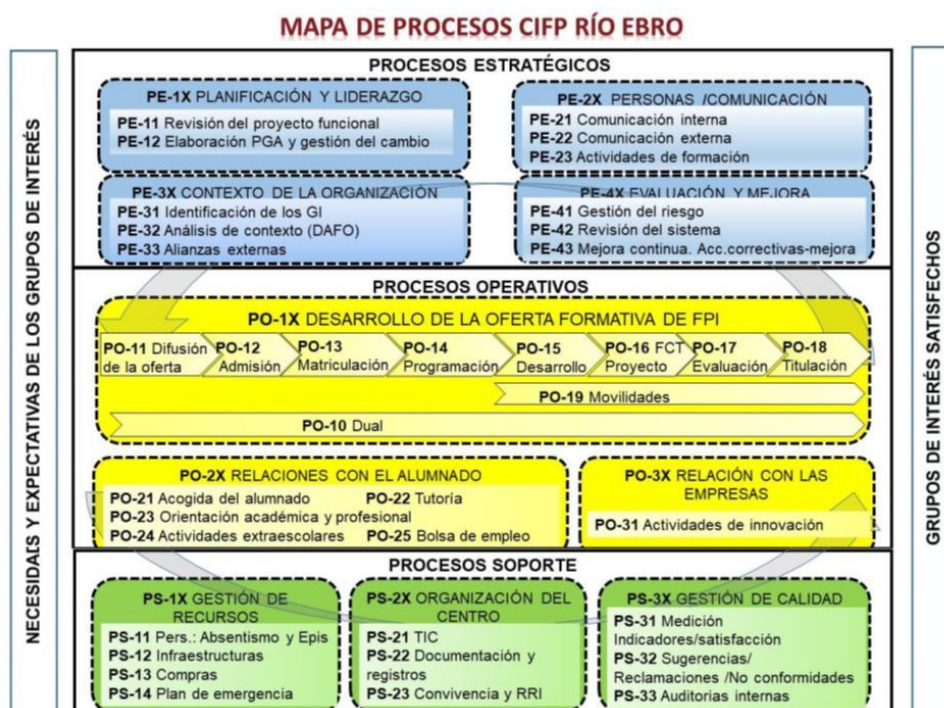 MAPA DE PROCESOS CIFP RÍO EBRO
NECESIDALS Y EXPECTATIVAS DE LOS GRUPOS DE INTERÉS
PROCESOS ESTRATÉGICOS
PE-1X PLANIFICACIÓN Y LIDERAZGO
PE-11 Revisión del proyecto funcional
PE-12 Elaboración PGA y gestión del cambio
PE-2X PERSONAS /COMUNICACIÓN
PE-21 Comunicación interna
PE-22 Comunicación externa
PE-23 Actividades de formación
PE-3X CONTEXTO DE LA ORGANIZACIÓN
PE-31 Identificación de los GI
PE-32 Análisis de contexto (DAFO)
PE-33 Alianzas externas
PE-4X EVALUACIÓN Y MEJORA
PE-41 Gestión del riesgo
PE-42 Revisión del sistema
PE-43 Mejora continua. Acc.correctivas-mejora
PROCESOS OPERATIVOS
PO-1X DESARROLLO DE LA OFERTA FORMATIVA DE FPI
PO-11 Difusión
de la oferta
PO-12
Admisión
PO-13
Matriculación
PO-14
Programación
PO-15
Desarrollo
PO-16 FCT
Proyecto
PO-17
Evaluación
PO-18
Titulación
PO-19 Movilidades
PO-10 Dual
PO-2X RELACIONES CON EL ALUMNADO
PO-21 Acogida del alumnado
PO-22 Tutoría
PO-23 Orientación académica y profesional
PO-24 Actividades extraescolares
PO-25 Bolsa de empleo
PO-3X RELACIÓN CON LAS
EMPRESAS
PO-31 Actividades de innovación
PROCESOS SOPORTE
PS-1X GESTIÓN DE
RECURSOS
PS-11 Pers.: Absentismo y Epis
PS-12 Infraestructuras
PS-13 Compras
PS-14 Plan de emergencia
PS-2X ORGANIZACIÓN DEL
CENTRO
PS-21 TIC
PS-22 Documentación y
registros
PS-23 Convivencia y RRI
PS-3X GESTIÓN DE CALIDAD
PS-31 Medición
Indicadores/satisfacción
PS-32 Sugerencias/
Reclamaciones /No conformidades
PS-33 Auditorias internas
GRUPOS DE INTERÉS SATISFECHOS